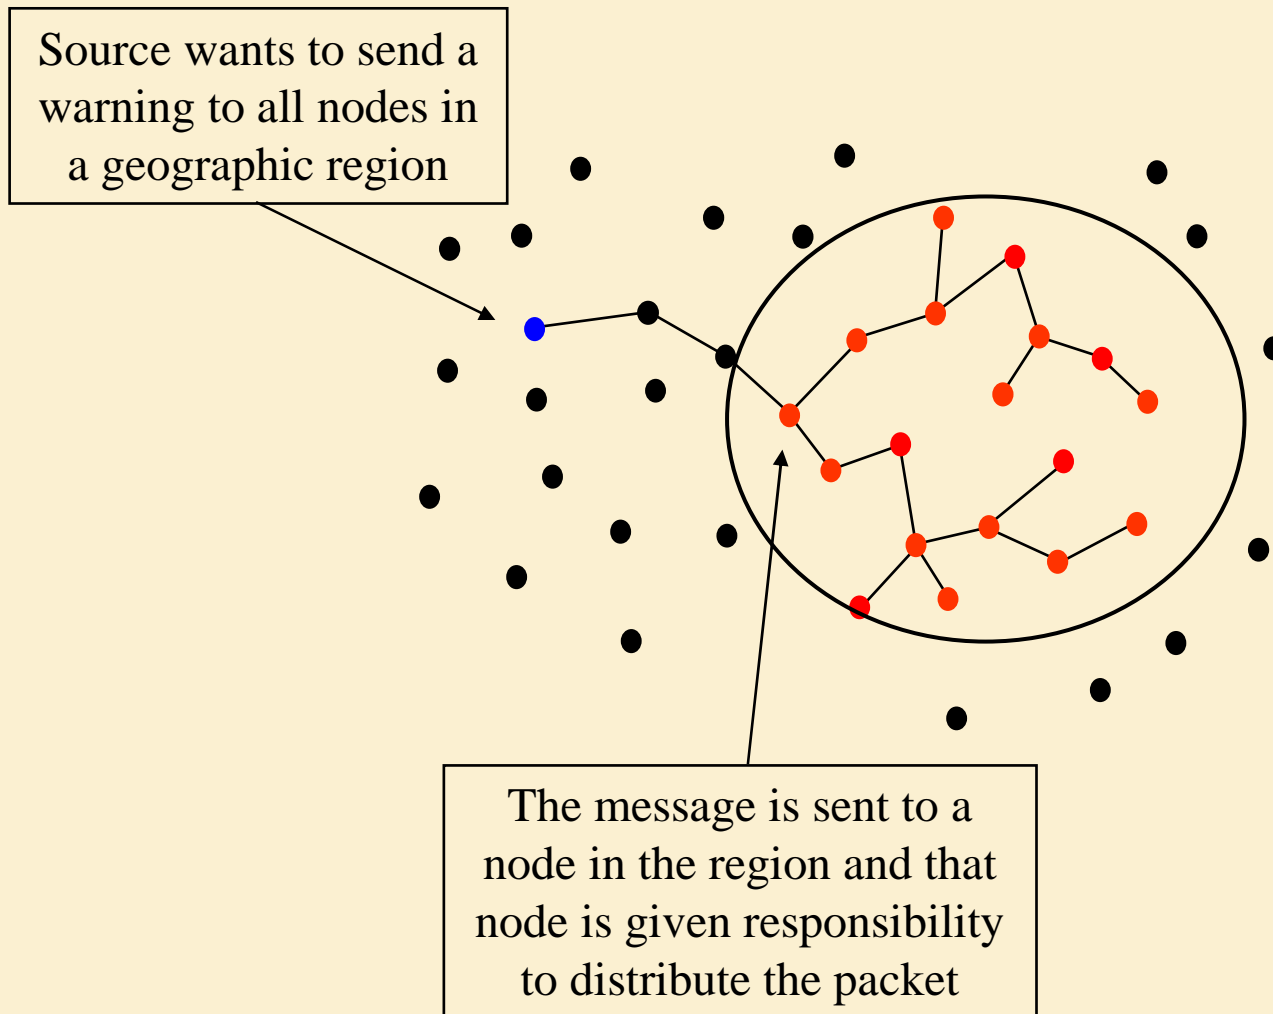 Source wants to send a
warning to all nodes in
a geographic region
The message is sent to a
node in the region and that
node is given responsibility
to distribute the packet